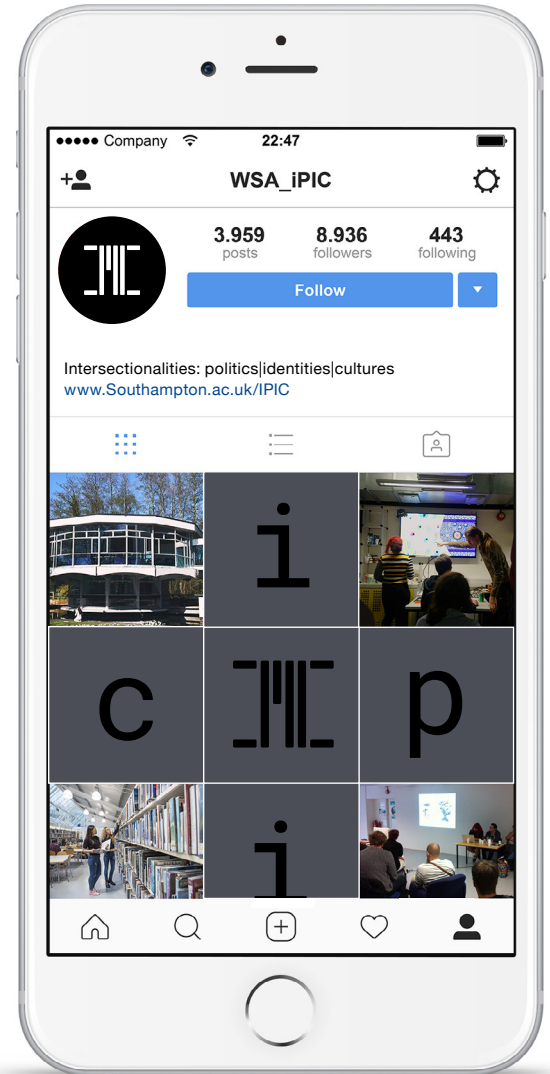 Company 22:47
WSA_iPIC
3.959 8.936 443
posts followers following
Follow
Intersectionalities: politics|identities|cultures
www.Southampton.ac.uk/IPIC
i
c p
i